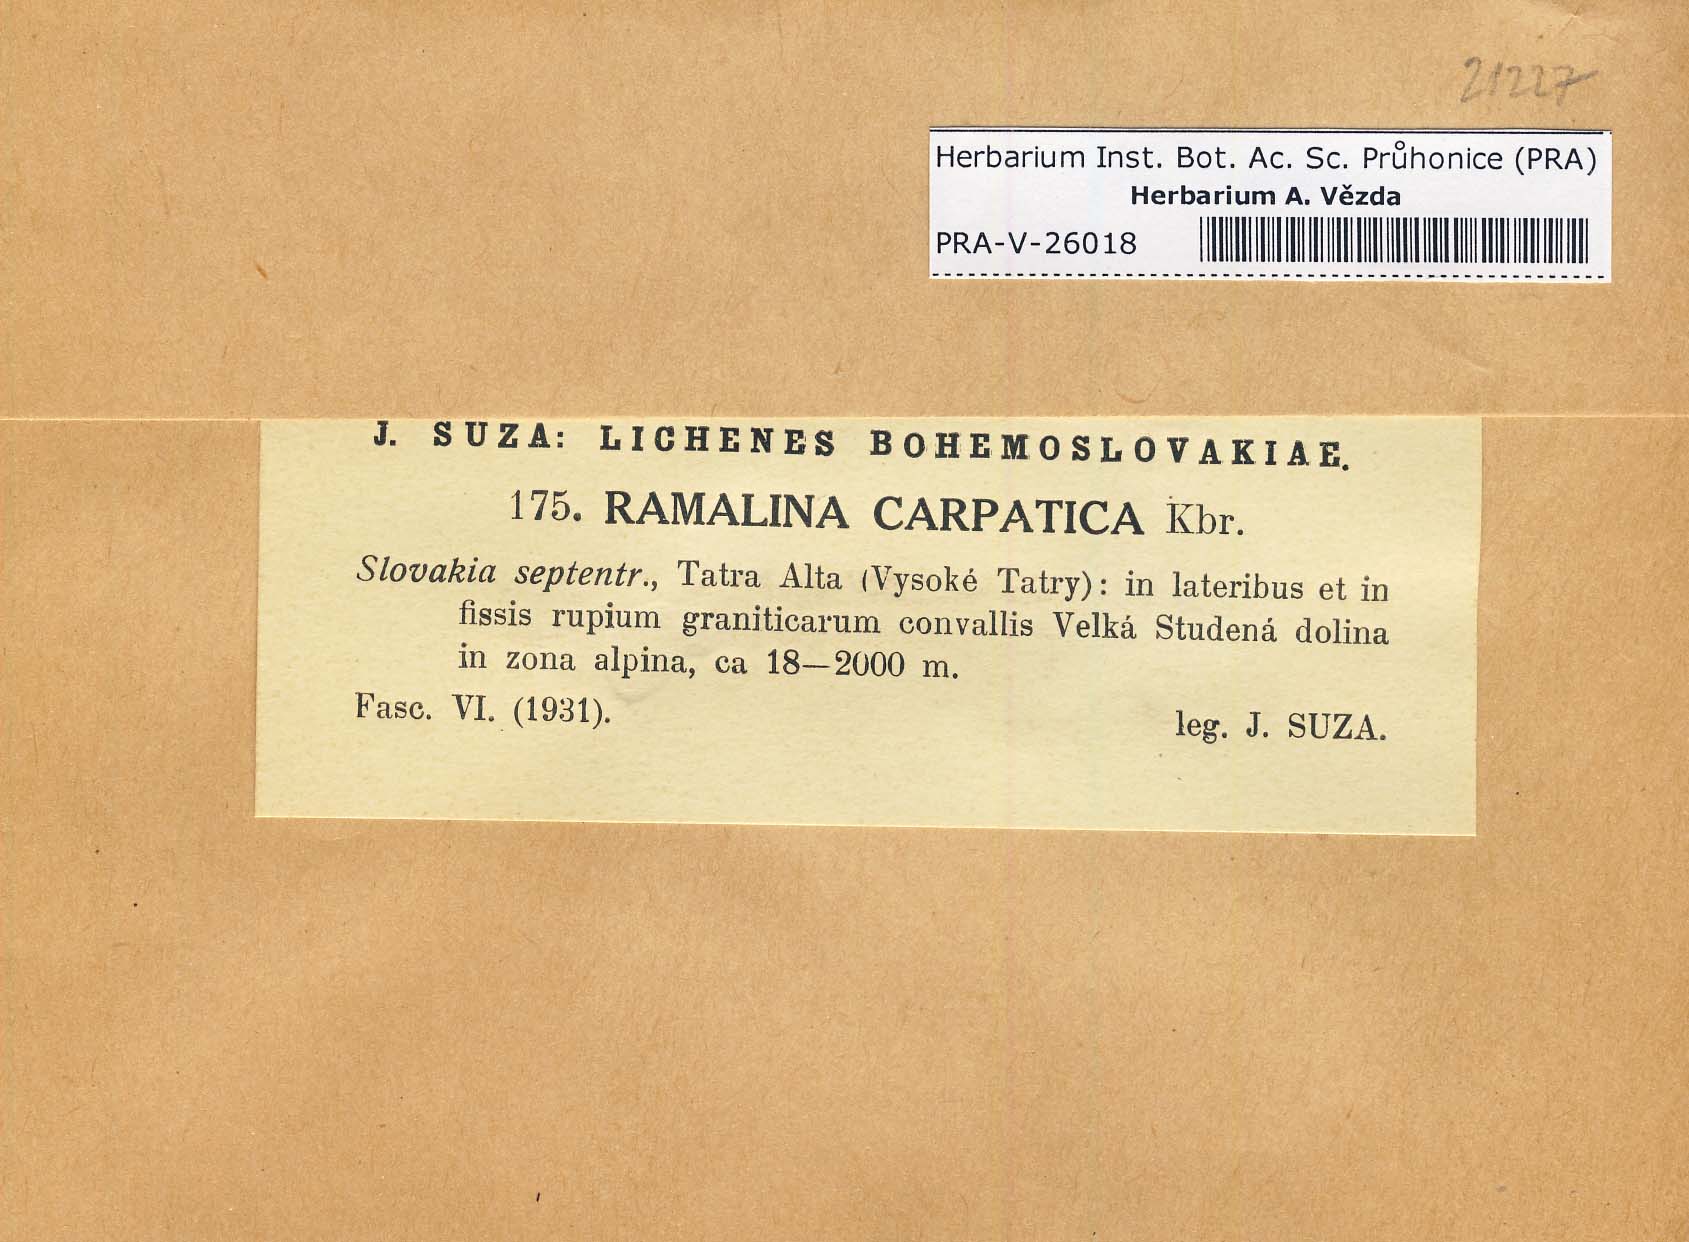 21227
Herbarium Inst. Bot. Ac. Sc. Průhonice (PRA)
Herbarium A. Vězda
PRA-V-26018
J. SUZA: LICHENES BOHEMOSLOVAKIAE.
175. RAMALINA CARPATICA Kbr.
Slovakia septentr., Tatra Alta (Vysoké Tatry): in lateribus et in
fissis rupium graniticarum convallis Velká Studená dolina
in zona alpina, ca 18—2000 m.
Fasc. VI. (1931).
leg. J. SUZA.